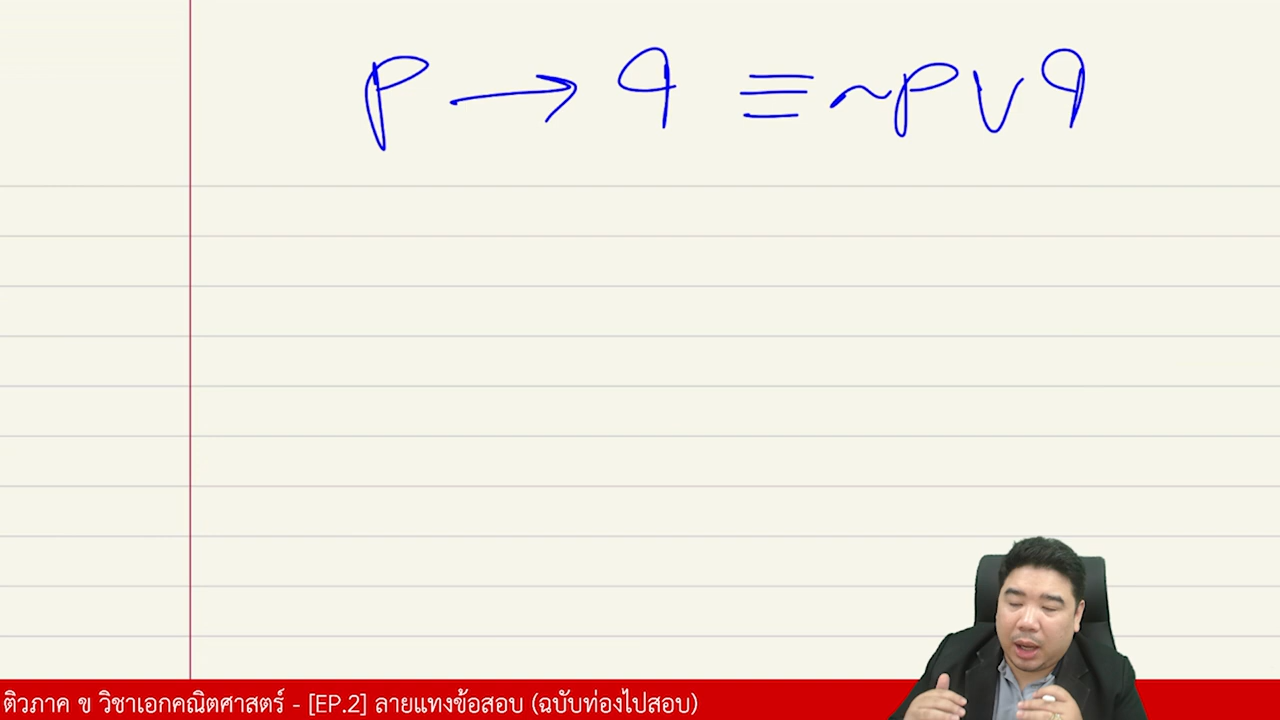 p → q ≡ ~p ∨ q
ติวภาค ข วิชาเอกคณิตศาสตร์ - [EP.2] ลายแทงข้อสอบ (ฉบับท่องไปสอบ)